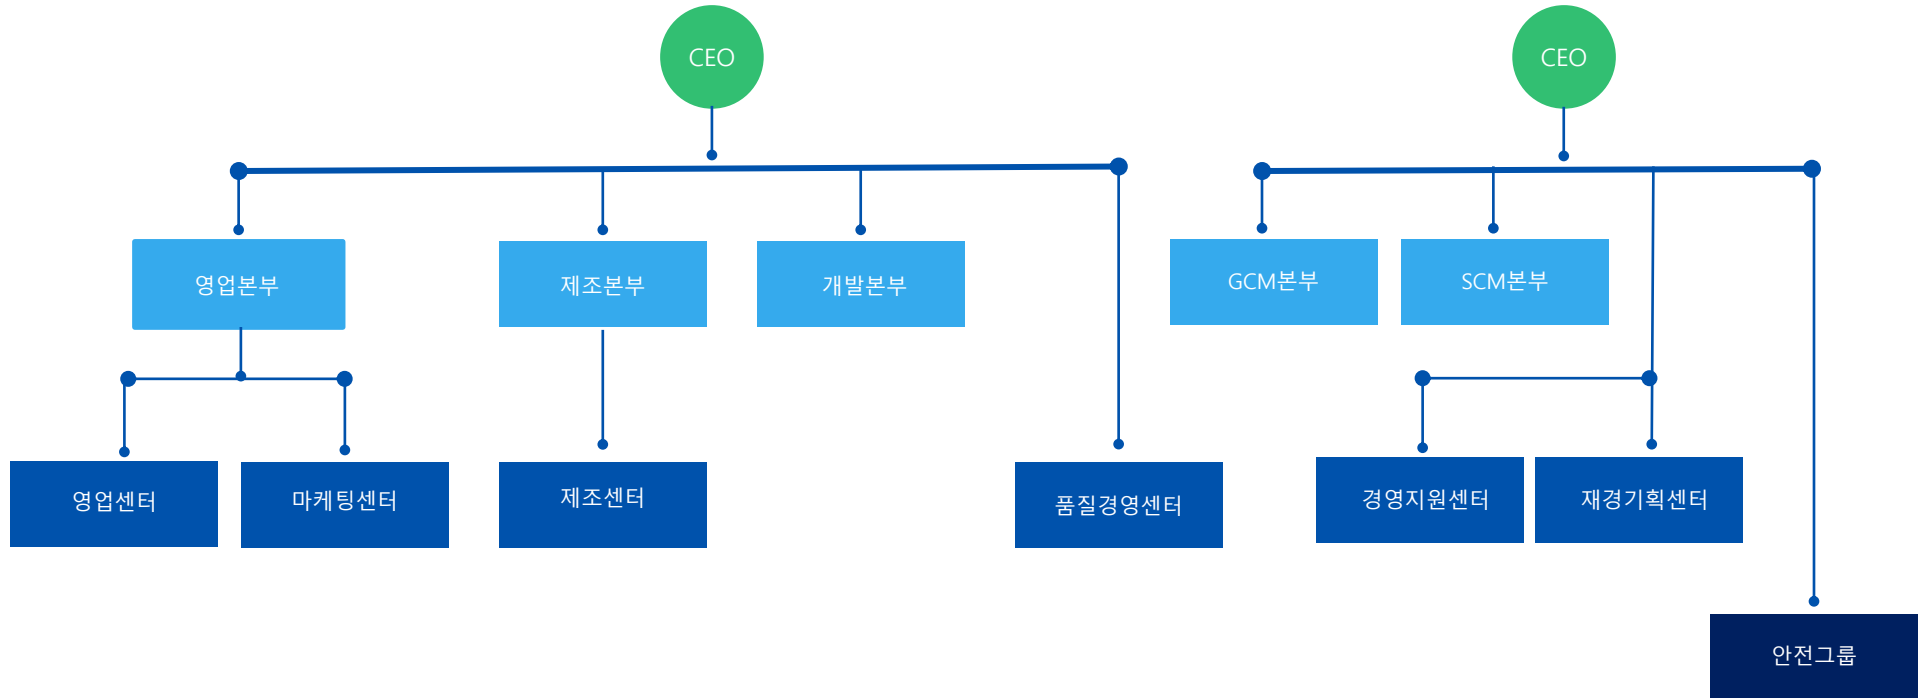 CEO
CEO
영업본부
제조본부
개발본부
GCM본부
SCM본부
영업센터
마케팅센터
제조센터
품질경영센터
경영지원센터
재경기획센터
안전그룹